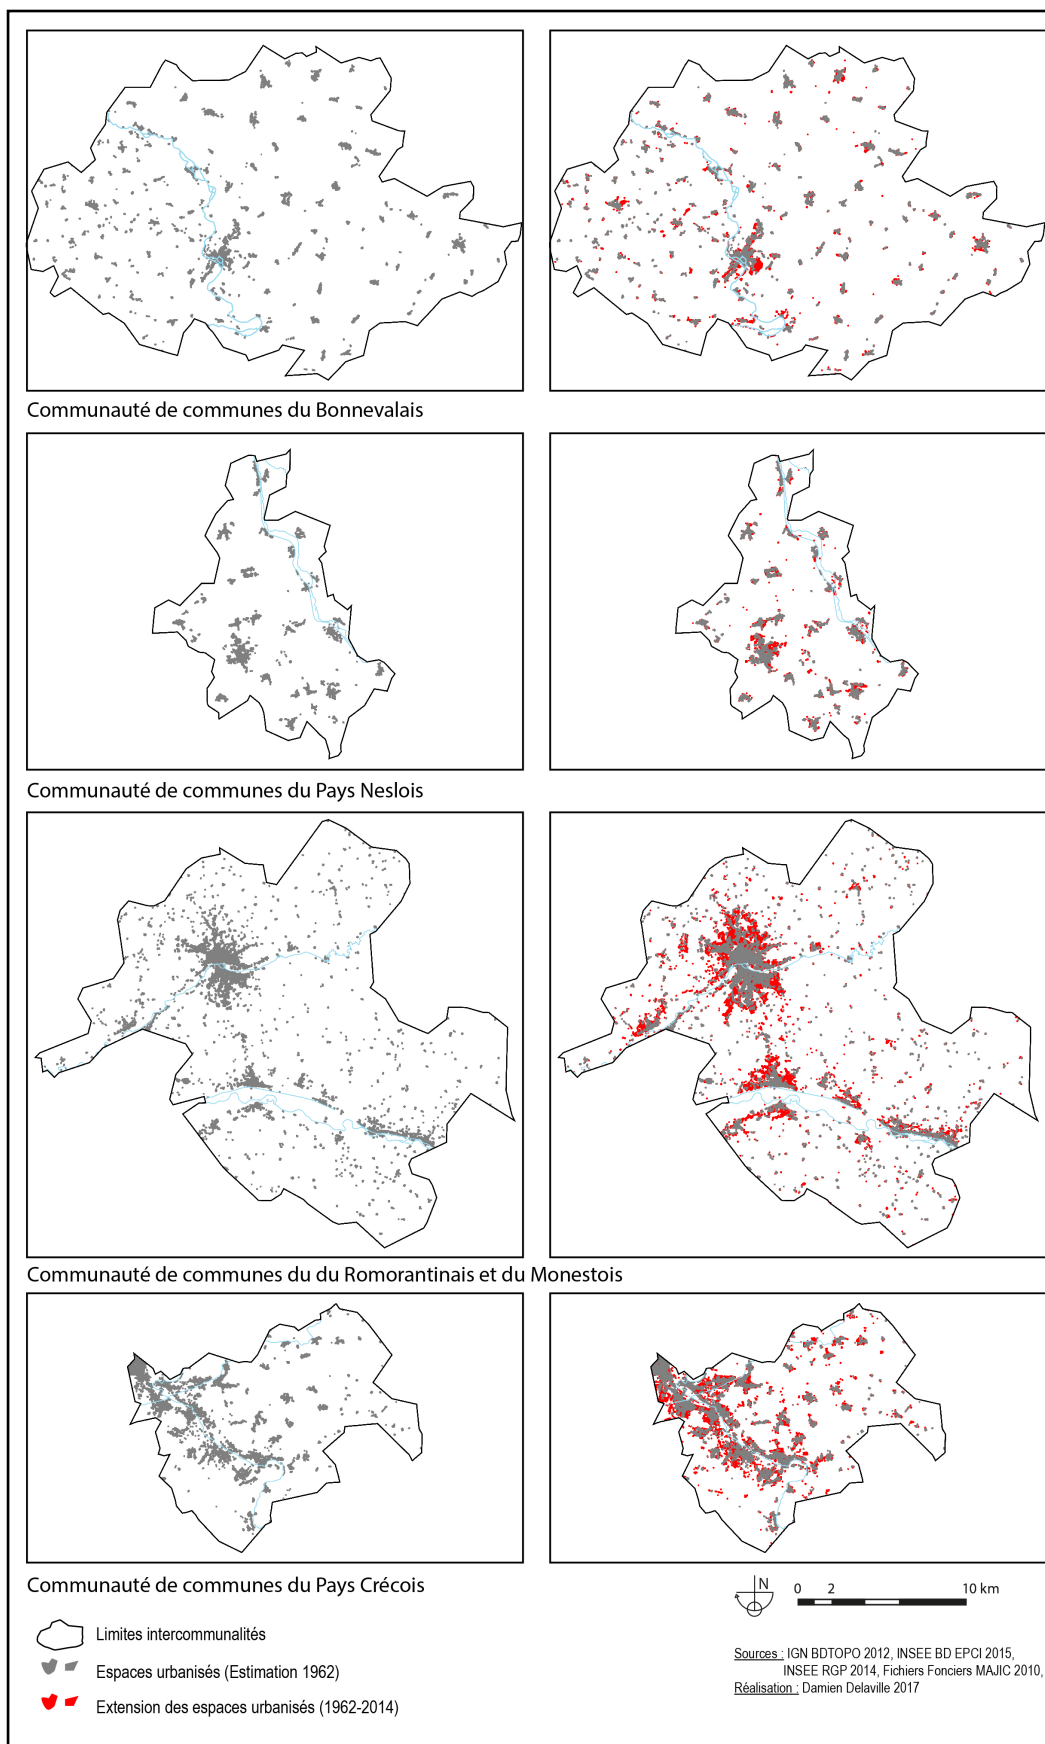 Communauté de communes du Bonnevalais
Communauté de communes du Pays Neslois
Communauté de communes du du Romorantinais et du Monestois
Communauté de communes du Pays Crécois
Limites intercommunalités
Espaces urbanisés (Estimation 1962)
Extension des espaces urbanisés (1962-2014)
N
0 2 10 km
Sources : IGN BDTOPO 2012, INSEE BD EPCI 2015,
INSEE RGP 2014, Fichiers Fonciers MAJIC 2010,
Réalisation : Damien Delaville 2017